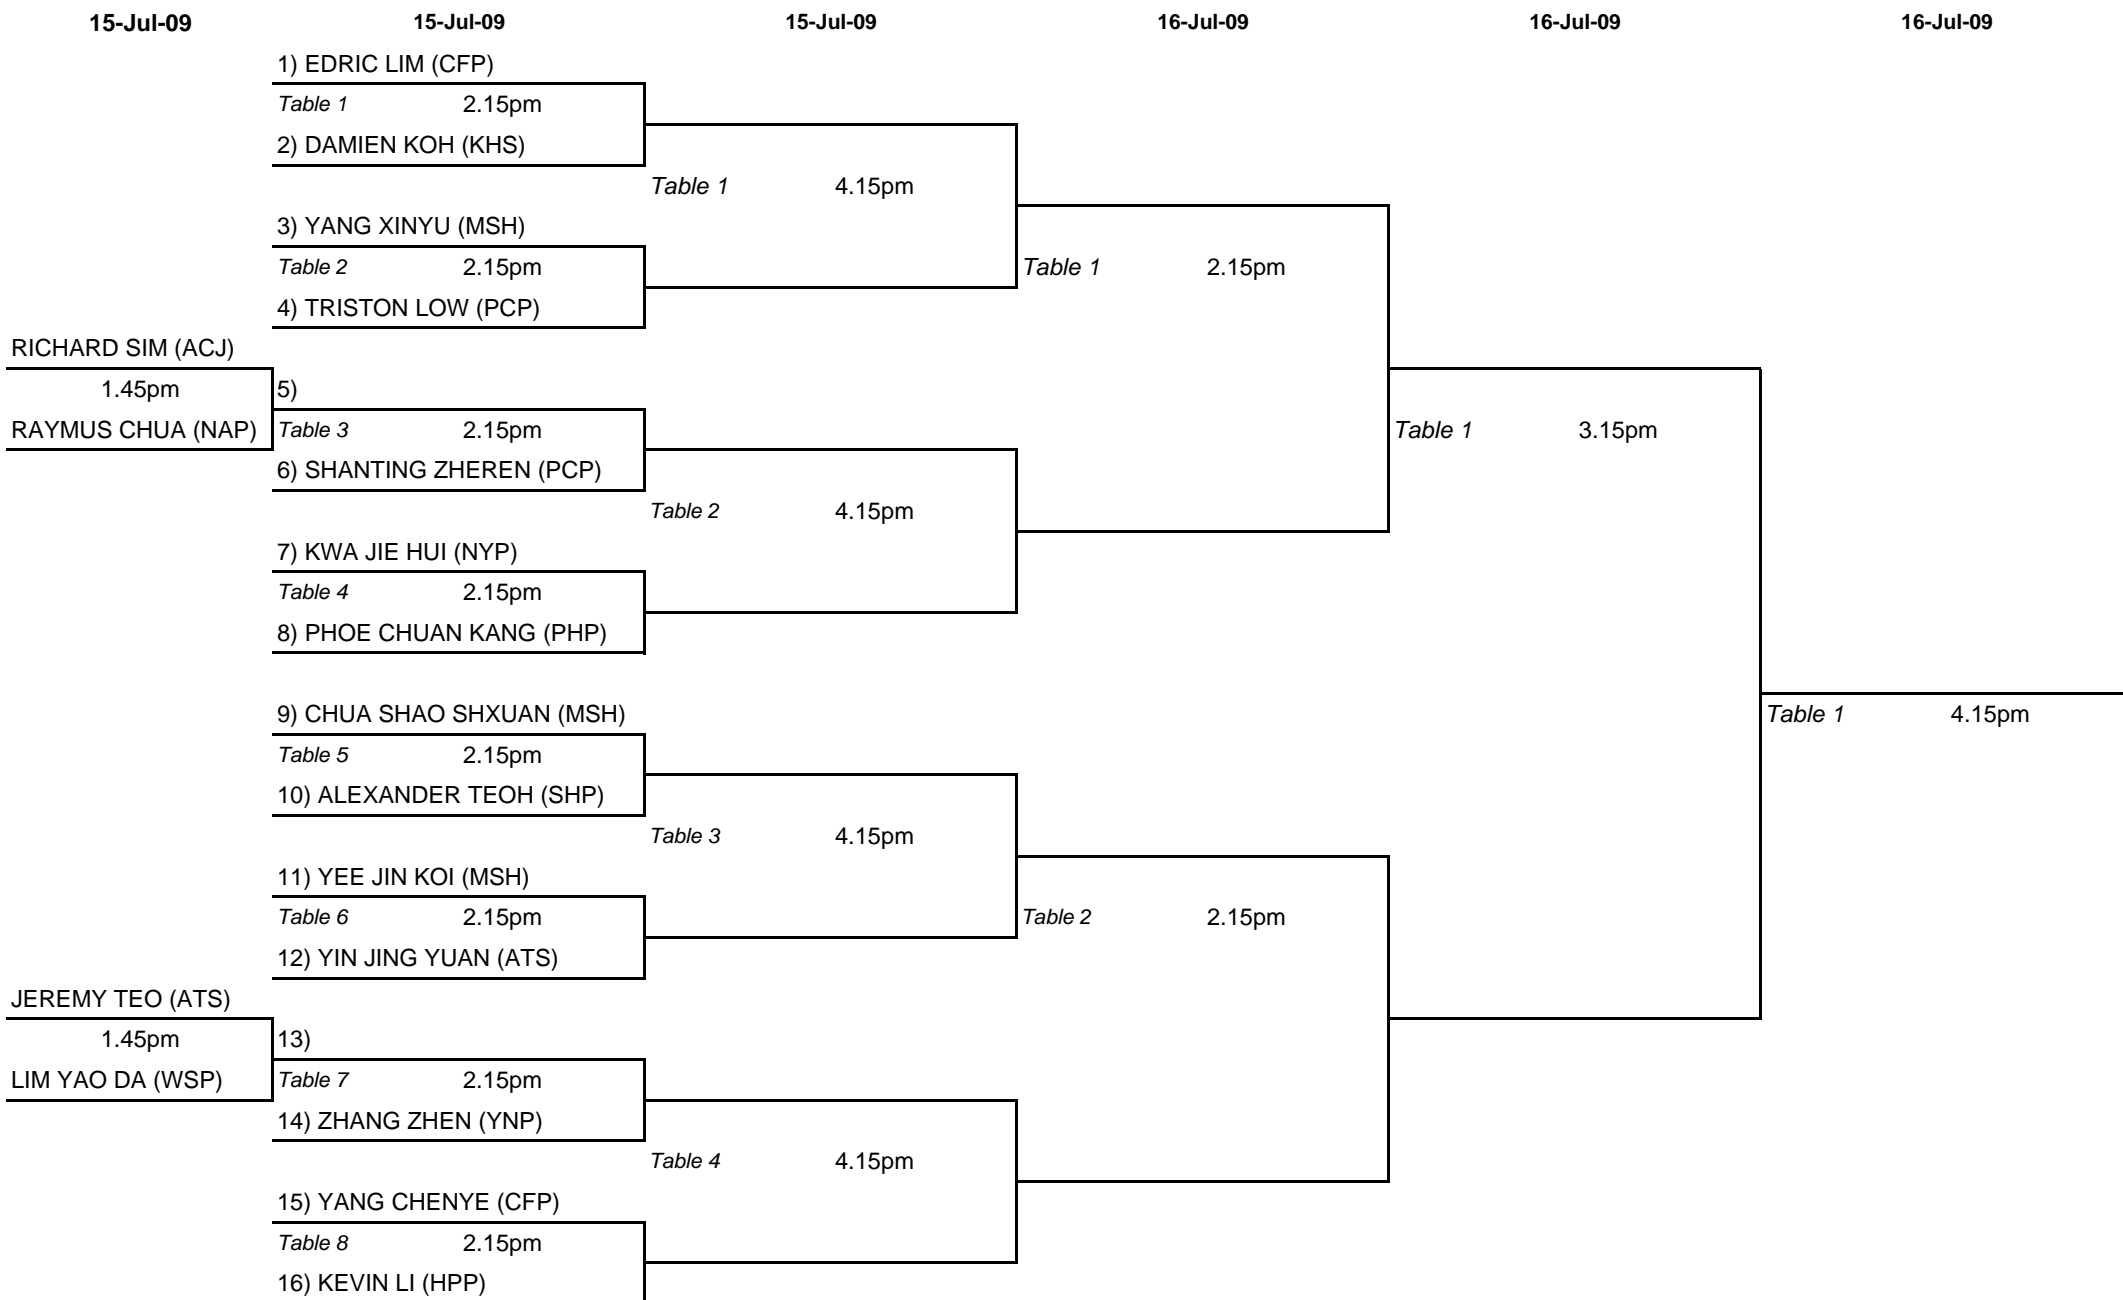 15-Jul-09 15-Jul-09 15-Jul-09 16-Jul-09 16-Jul-09 16-Jul-09
1) EDRIC LIM (CFP)
Table 1 2.15pm
2) DAMIEN KOH (KHS)
Table 1 4.15pm
3) YANG XINYU (MSH)
Table 2 2.15pm Table 1 2.15pm
4) TRISTON LOW (PCP)
RICHARD SIM (ACJ)
1.45pm 5)
RAYMUS CHUA (NAP) Table 3 2.15pm Table 1 3.15pm
6) SHANTING ZHEREN (PCP)
Table 2 4.15pm
7) KWA JIE HUI (NYP)
Table 4 2.15pm
8) PHOE CHUAN KANG (PHP)
9) CHUA SHAO SHXUAN (MSH) Table 1 4.15pm
Table 5 2.15pm
10) ALEXANDER TEOH (SHP)
Table 3 4.15pm
11) YEE JIN KOI (MSH)
Table 6 2.15pm Table 2 2.15pm
12) YIN JING YUAN (ATS)
JEREMY TEO (ATS)
1.45pm 13)
LIM YAO DA (WSP) Table 7 2.15pm
14) ZHANG ZHEN (YNP)
Table 4 4.15pm
15) YANG CHENYE (CFP)
Table 8 2.15pm
16) KEVIN LI (HPP)